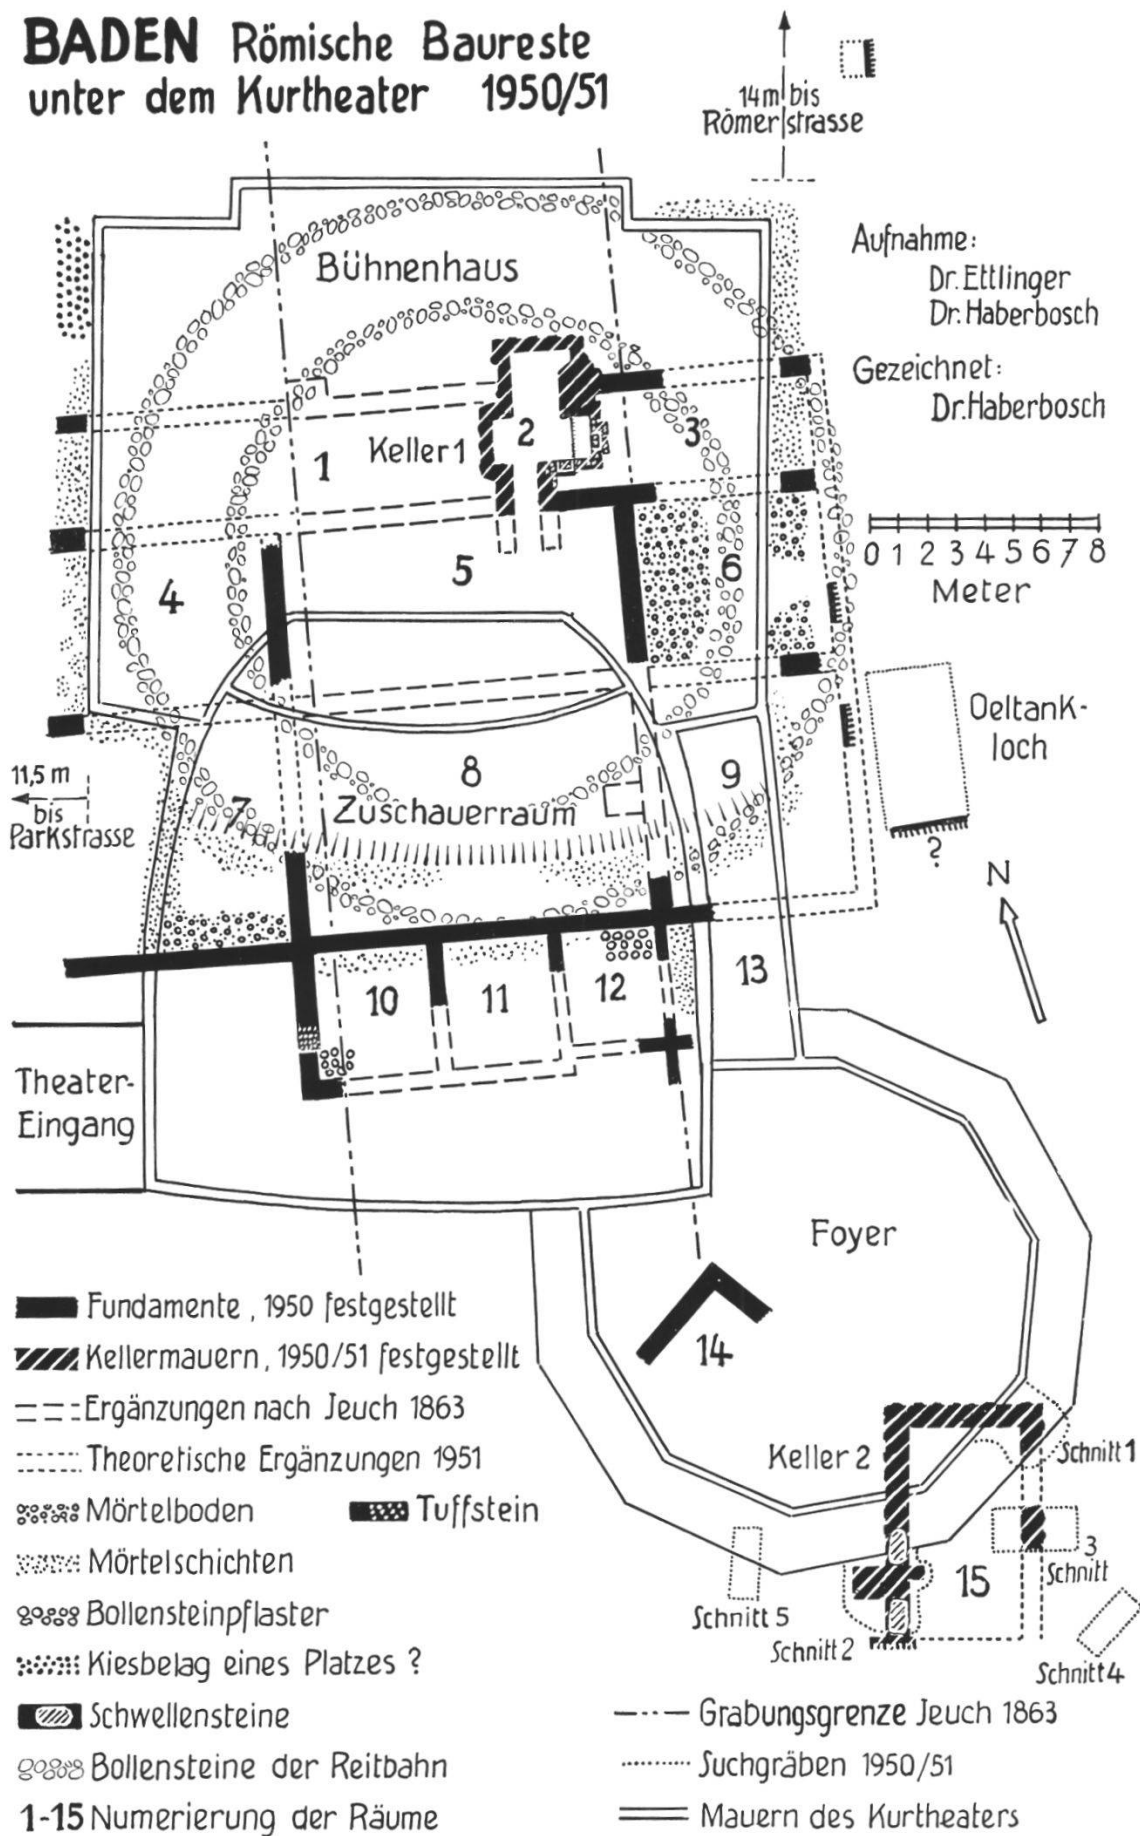 BADEN Römische Baureste
unter dem Kurtheater 1950/51
14m bis
Römerstrasse
Aufnahme:
Dr. Ettlinger
Dr. Haberbosch
Gezeichnet:
Dr. Haberbosch
Bühnenhaus
Keller 1
1
2
3
4
5
6
0 1 2 3 4 5 6 7 8
Meter
Oeltank-
loch
?
11,5 m
bis
Parkstrasse
7
8
9
Zuschauerraum
N
10
11
12
13
Theater-
Eingang
Foyer
14
Keller 2
15
Schnitt 1
3
Schnitt
Schnitt 5
Schnitt 2
Schnitt 4
Fundamente, 1950 festgestellt
Kellermauern, 1950/51 festgestellt
Ergänzungen nach Jeuch 1863
Theoretische Ergänzungen 1951
Mörtelboden
Tuffstein
Mörtelschichten
Bollensteinpflaster
Kiesbelag eines Platzes ?
Schwellensteine
Bollensteine der Reitbahn
1-15 Numerierung der Räume
Grabungsgrenze Jeuch 1863
Suchgräben 1950/51
Mauern des Kurtheaters